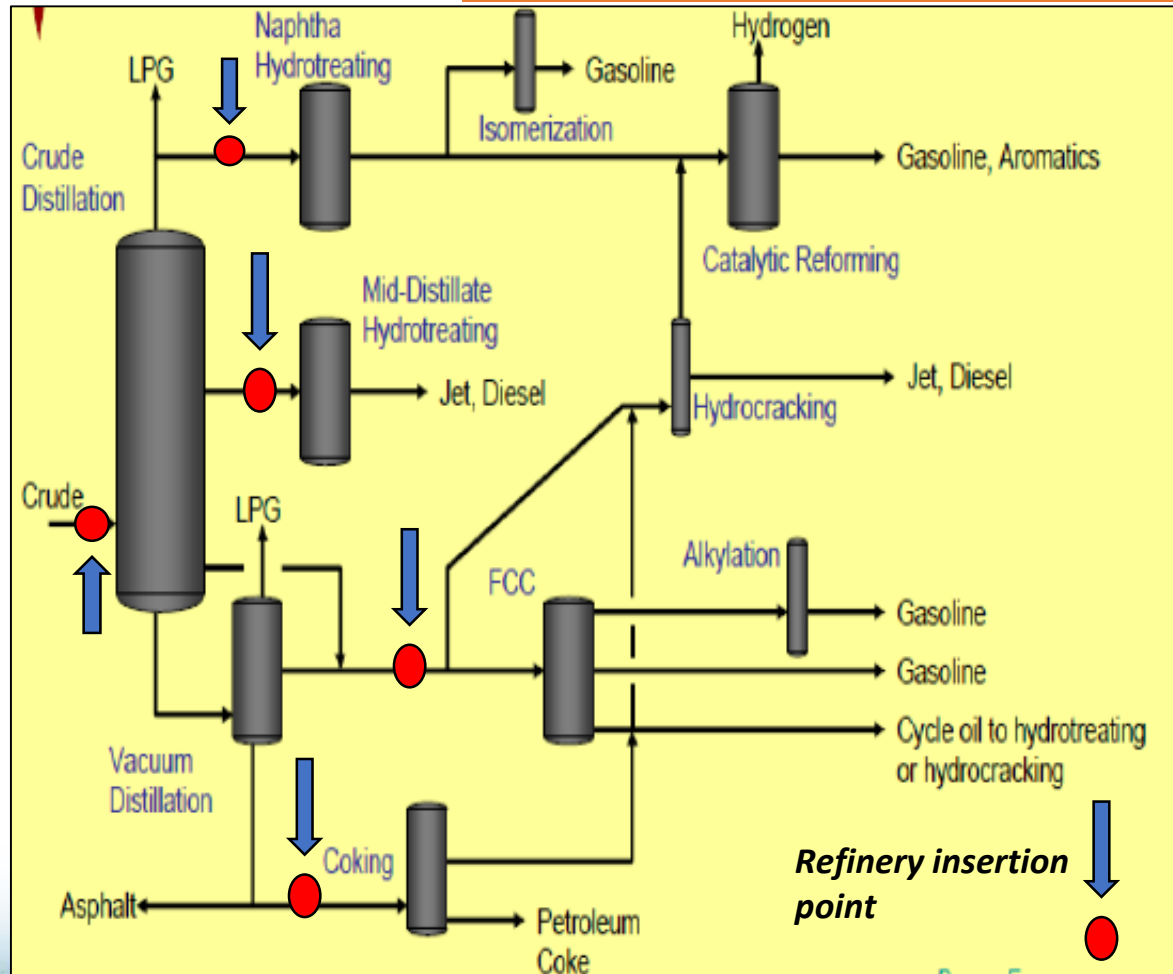 Naphtha
Hydrotreating
Hydrogen
LPG
Gasoline
Isomerization
Crude
Distillation
Gasoline, Aromatics
Catalytic Reforming
Mid-Distillate
Hydrotreating
Jet, Diesel
Jet, Diesel
Hydrocracking
Crude
LPG
FCC
Alkylation
Gasoline
Gasoline
Cycle oil to hydrotreating
or hydrocracking
Vacuum
Distillation
Coking
Refinery insertion
point
Asphalt
Petroleum
Coke